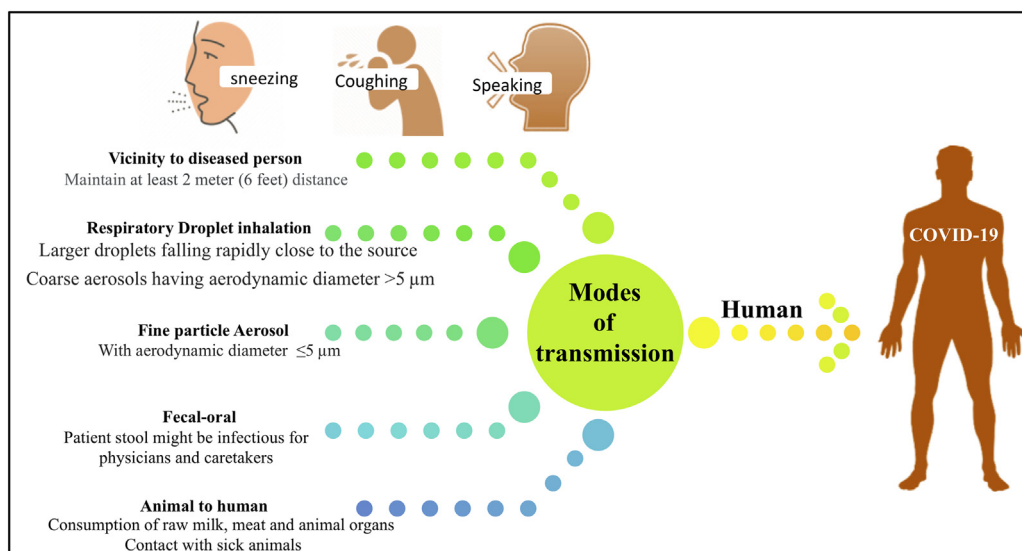 sneezing
Coughing
Speaking
Vicinity to diseased person
Maintain at least 2 meter (6 feet) distance
Respiratory Droplet inhalation
Larger droplets falling rapidly close to the source
Coarse aerosols having aerodynamic diameter >5 µm
Fine particle Aerosol
With aerodynamic diameter ≤5 µm
Fecal-oral
Patient stool might be infectious for
physicians and caretakers
Animal to human
Consumption of raw milk, meat and animal organs
Contact with sick animals
Modes
of
transmission
Human
COVID-19